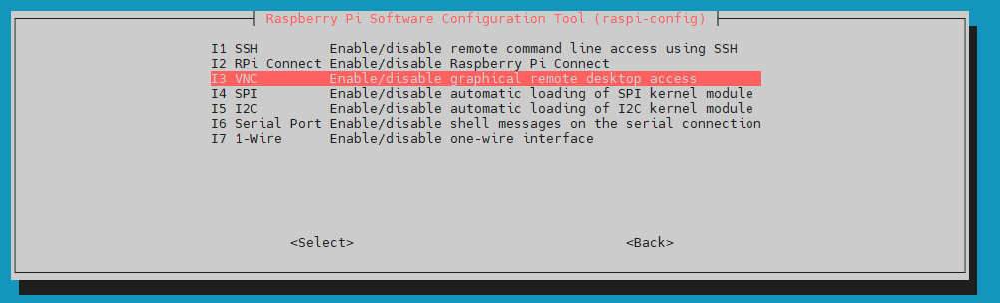 Raspberry Pi Software Configuration Tool (raspi-config)
I1 SSH Enable/disable remote command line access using SSH
I2 RPi Connect Enable/disable Raspberry Pi Connect
I3 VNC Enable/disable graphical remote desktop access
I4 SPI Enable/disable automatic loading of SPI kernel module
I5 I2C Enable/disable automatic loading of I2C kernel module
I6 Serial Port Enable/disable shell messages on the serial connection
I7 1-Wire Enable/disable one-wire interface
<Select> <Back>